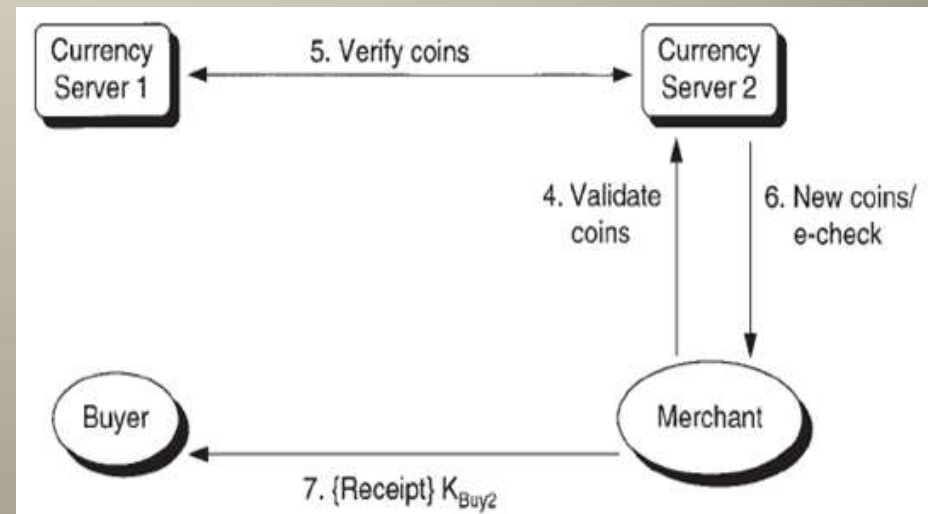 Currency
Server 1
5. Verify coins
Currency
Server 2
4. Validate
coins
6. New coins/
e-check
Buyer
Merchant
7. {Receipt} K_Buy2